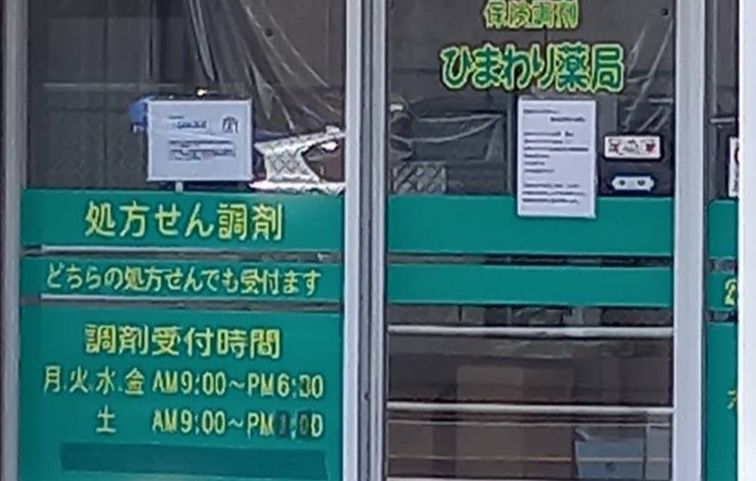 保険調剤
ひまわり薬局
処方せん調剤
どちらの処方せんでも受付ます
調剤受付時間
月.火.水.金 AM9:00～PM6:30
土 AM9:00～PM1:00